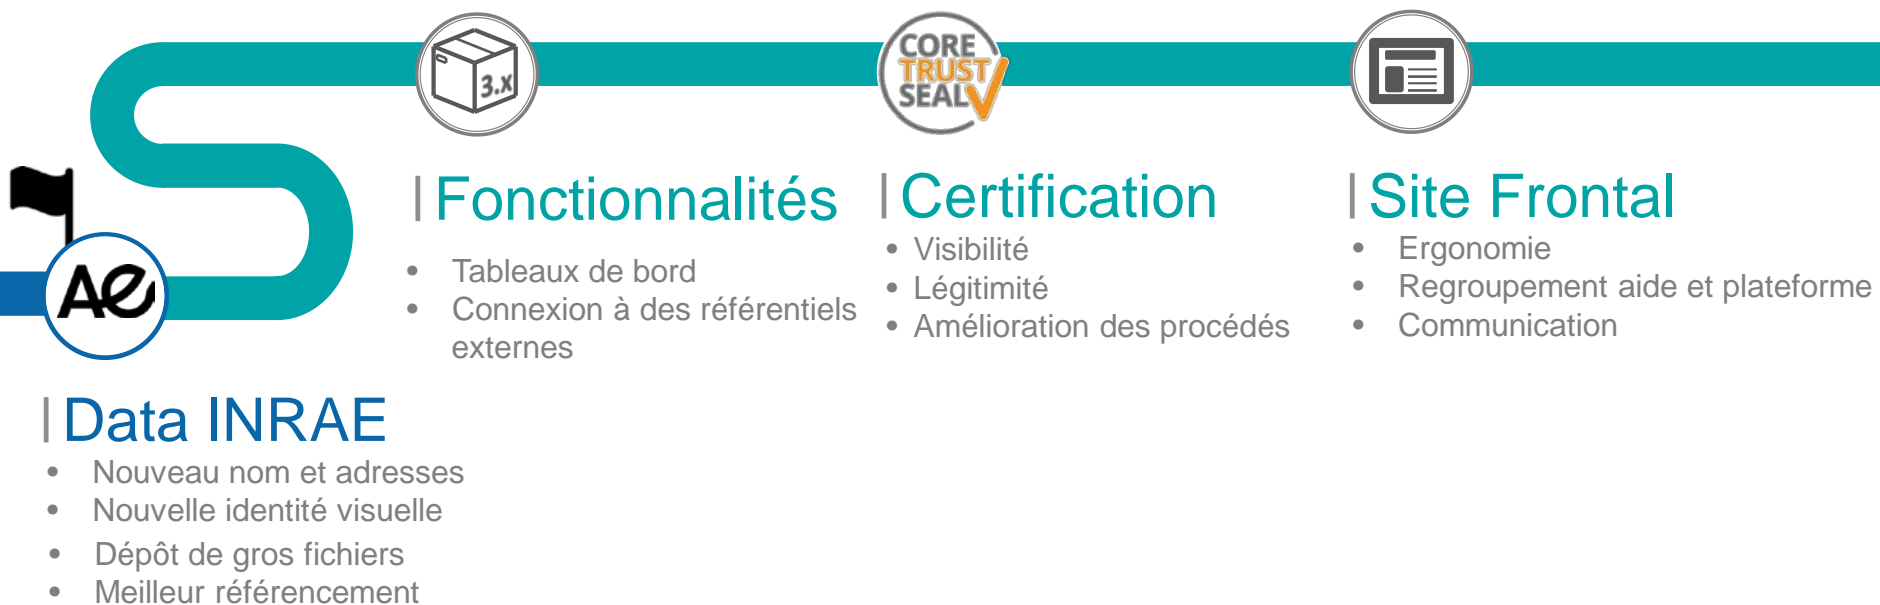 3.x
CORE
TRUST
SEAL
Ae
Fonctionnalités
• Tableaux de bord
• Connexion à des référentiels
externes
Certification
• Visibilité
• Légitimité
• Amélioration des procédés
Site Frontal
• Ergonomie
• Regroupement aide et plateforme
• Communication
Data INRAE
• Nouveau nom et adresses
• Nouvelle identité visuelle
• Dépôt de gros fichiers
• Meilleur référencement